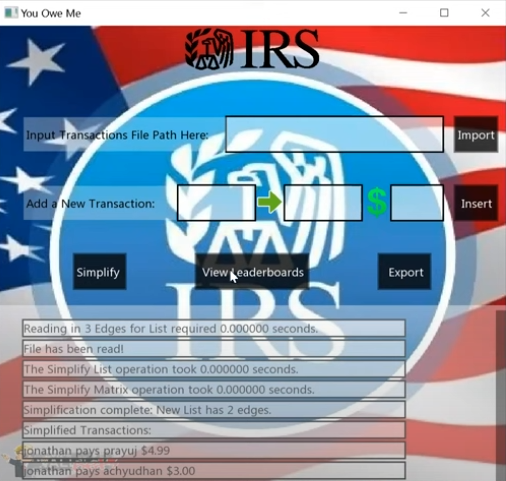 You Owe Me
IRS
Input Transactions File Path Here:
Import
Add a New Transaction:
$
Insert
Simplify
View Leaderboards
Export
IRS
Reading in 3 Edges for List required 0.000000 seconds.
File has been read!
The Simplify List operation took 0.000000 seconds.
The Simplify Matrix operation took 0.000000 seconds.
Simplification complete: New List has 2 edges.
Simplified Transactions:
jonathan pays prayuj $4.99
jonathan pays achyudhan $3.00